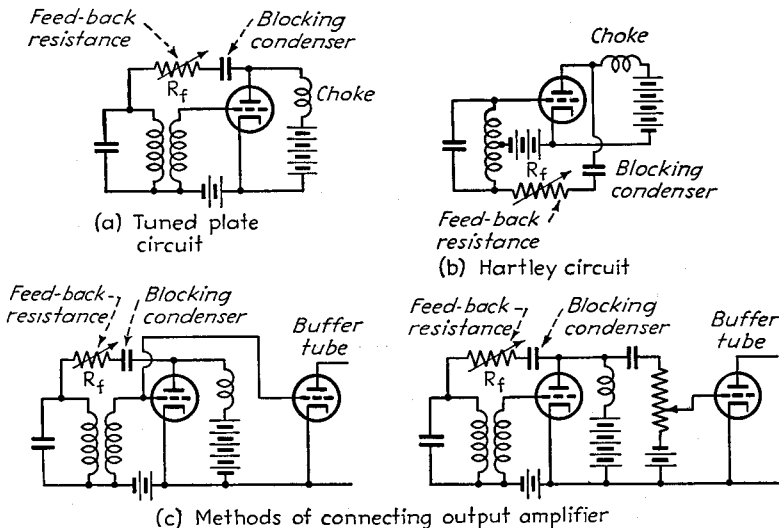 Feed-back
resistance
Blocking
condenser
Rf
Choke
(a) Tuned plate
circuit
Choke
Rf
Blocking
condenser
Feed-back
resistance
(b) Hartley circuit
Feed-back
resistance
Blocking
condenser
Rf
Buffer
tube
Feed-back
resistance
Blocking
condenser
Rf
Buffer
tube
(c) Methods of connecting output amplifier